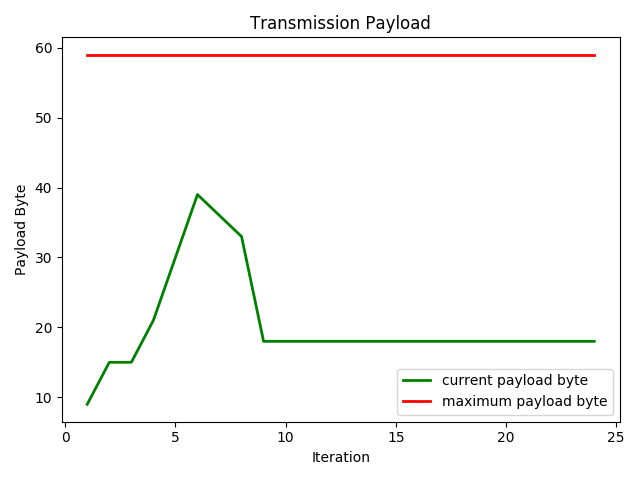 Transmission Payload
60
50
40
30
20
10
Payload Byte
0
5
10
15
20
25
Iteration
current payload byte
maximum payload byte